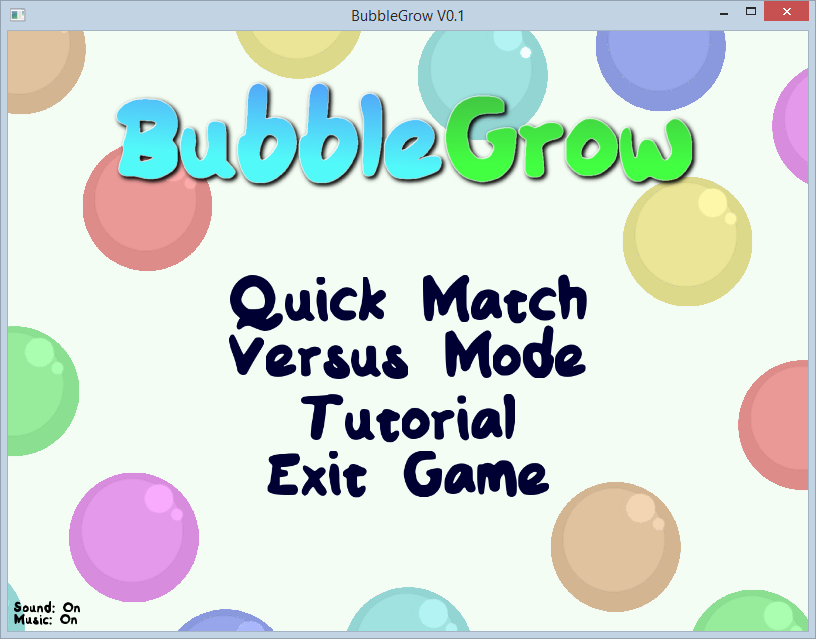 BubbleGrow V0.1
BubbleGrow
Quick Match
Versus Mode
Tutorial
Exit Game
Sound: On
Music: On